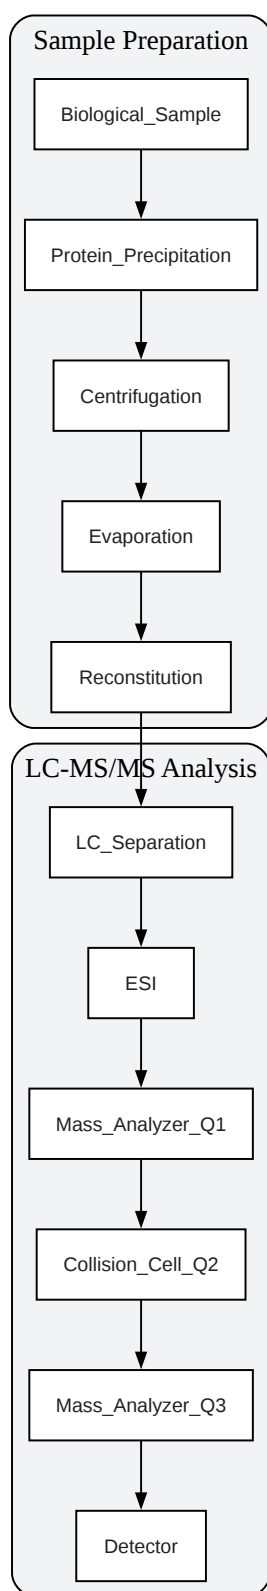 Sample Preparation
Biological_Sample
Protein_Precipitation
Centrifugation
Evaporation
Reconstitution
LC-MS/MS Analysis
LC_Separation
ESI
Mass_Analyzer_Q1
Collision_Cell_Q2
Mass_Analyzer_Q3
Detector